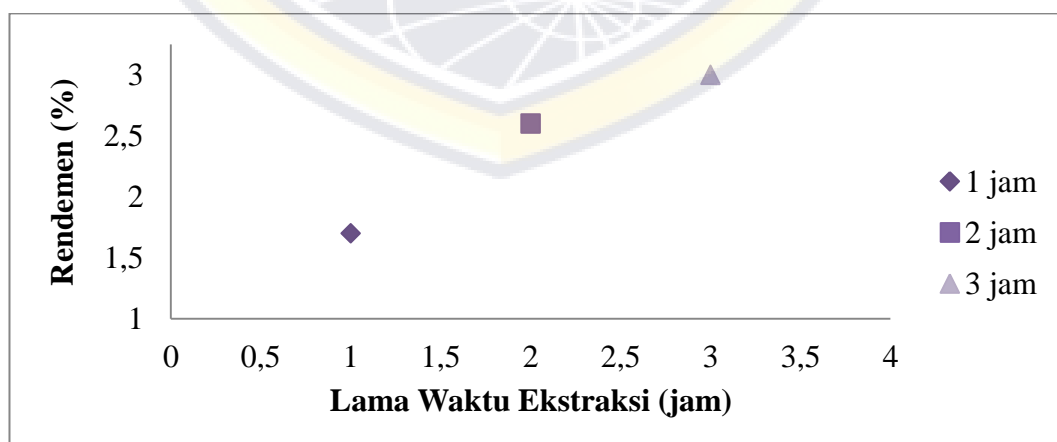 Rendemen (%)
3
2,5
2
1,5
1
0 0,5 1 1,5 2 2,5 3 3,5 4
Lama Waktu Ekstraksi (jam)
1 jam
2 jam
3 jam